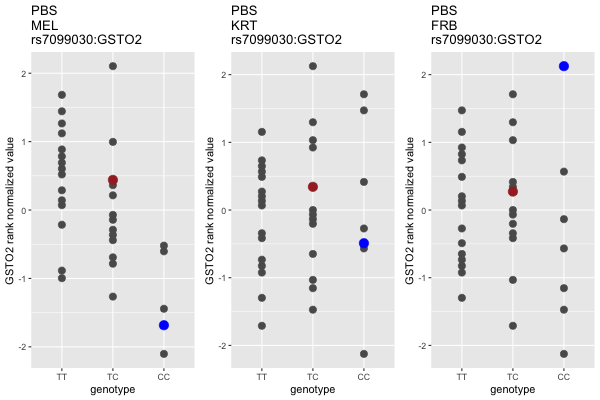 PBS
MEL
rs7099030:GSTO2
GSTO2 rank normalized value
2
1
0
-1
-2
TT
TC
CC
genotype
PBS
KRT
rs7099030:GSTO2
GSTO2 rank normalized value
2
1
0
-1
-2
TT
TC
CC
genotype
PBS
FRB
rs7099030:GSTO2
GSTO2 rank normalized value
2
1
0
-1
-2
TT
TC
CC
genotype